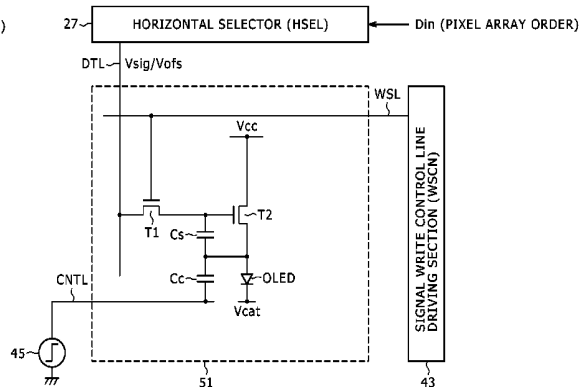 )
27
HORIZONTAL SELECTOR (HSEL)
Din (PIXEL ARRAY ORDER)
DTL
Vsig/Vofs
WSL
Vcc
T1
T2
Cs
CNTL
Cc
OLED
Vcat
45
51
43
SIGNAL WRITE CONTROL LINE
DRIVING SECTION (WSCN)